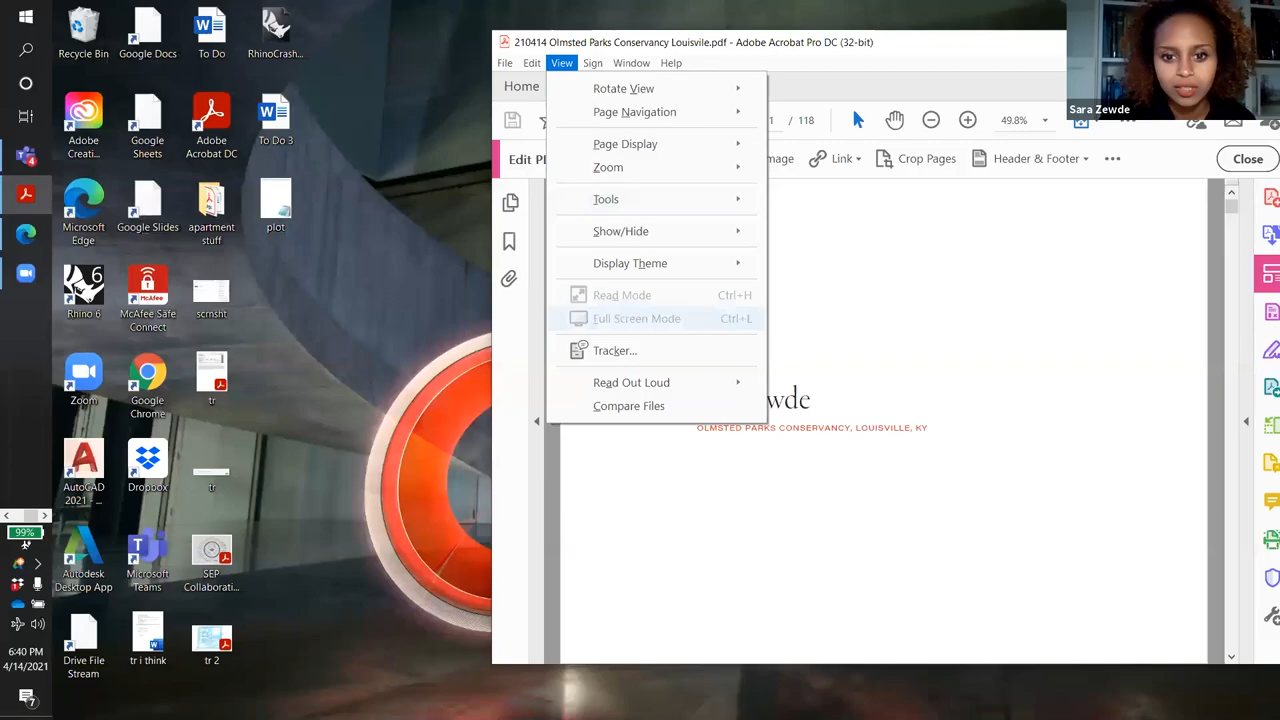 Recycle Bin
Google Docs
To Do
RhinoCrash...
Adobe Creati...
Google Sheets
Adobe Acrobat DC
To Do 3
Microsoft Edge
Google Slides
apartment stuff
plot
6
Rhino 6
McAfee Safe Connect
scrnsht
zoom
Zoom
Google Chrome
tr
AutoCAD 2021 - ...
Dropbox
tr
Autodesk Desktop App
Microsoft Teams
SEP Collaborati...
Drive File Stream
tr i think
tr 2
4
99%
6:40 PM
4/14/2021
7
210414 Olmsted Parks Conservancy Louisvile.pdf - Adobe Acrobat Pro DC (32-bit)
File Edit View Sign Window Help
Home
1 / 118 49.8%
Edit P
mage Link Crop Pages Header & Footer Close
Rotate View
Page Navigation
Page Display
Zoom
Tools
Show/Hide
Display Theme
Read Mode Ctrl+H
Full Screen Mode Ctrl+L
Tracker...
Read Out Loud
Compare Files
wde
OLMSTED PARKS CONSERVANCY, LOUISVILLE, KY
Sara Zewde